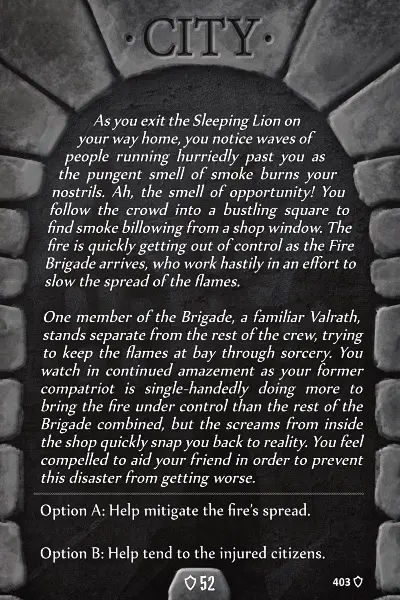 ·CITY·
As you exit the Sleeping Lion on
your way home, you notice waves of
people running hurriedly past you as
the pungent smell of smoke burns your
nostrils. Ah, the smell of opportunity! You
follow the crowd into a bustling square to
find smoke billowing from a shop window. The
fire is quickly getting out of control as the Fire
Brigade arrives, who work hastily in an effort to
slow the spread of the flames.
One member of the Brigade, a familiar Valrath,
stands separate from the rest of the crew, trying
to keep the flames at bay through sorcery. You
watch in continued amazement as your former
compatriot is single-handedly doing more to
bring the fire under control than the rest of the
Brigade combined, but the screams from inside
the shop quickly snap you back to reality. You feel
compelled to aid your friend in order to prevent
this disaster from getting worse.
Option A: Help mitigate the fire's spread.
Option B: Help tend to the injured citizens.
52
403